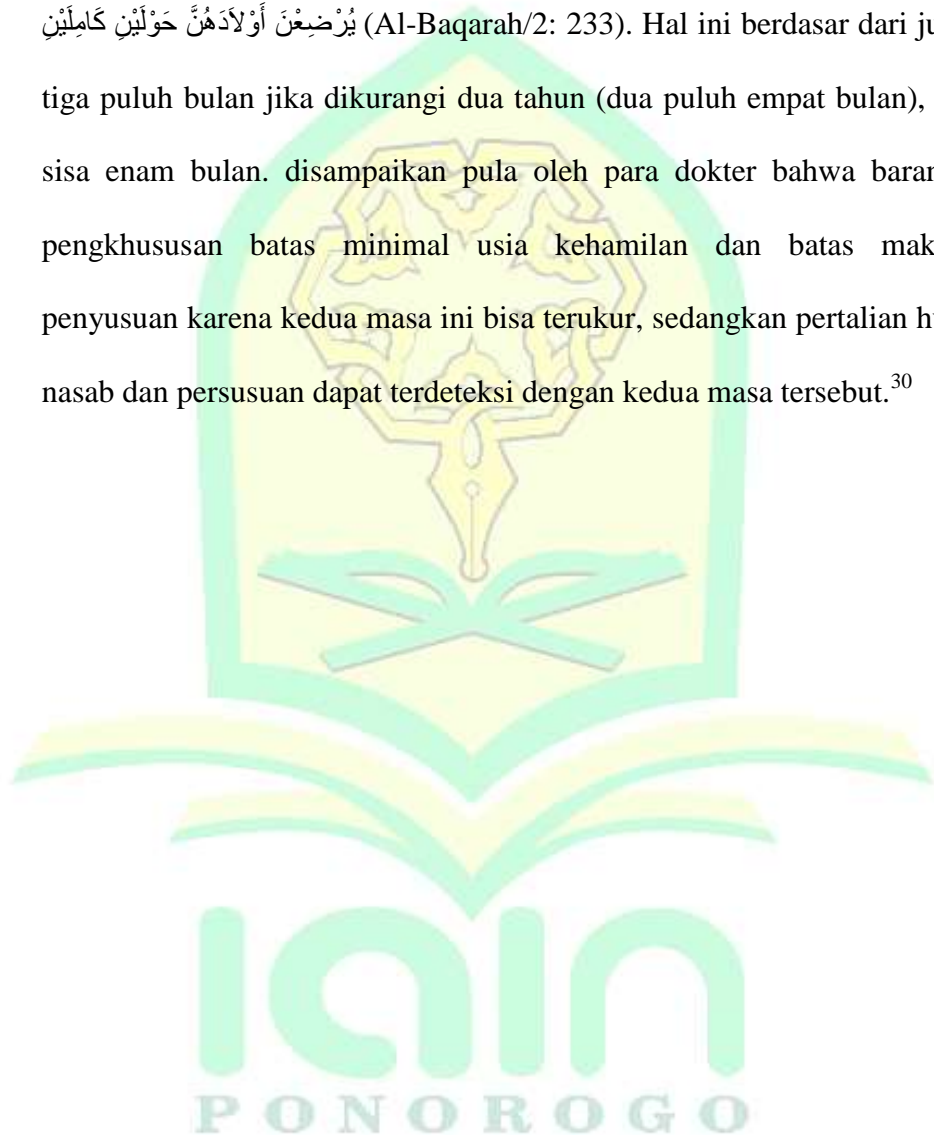 يُرْضِعْنَ أَوْلاَدَهُنَّ حَوْلَيْنِ كَامِلَيْنِ (Al-Baqarah/2: 233). Hal ini berdasar dari
tiga puluh bulan jika dikurangi dua tahun (dua puluh empat bulan),
sisa enam bulan. disampaikan pula oleh para dokter bahwa
pengkhususan batas minimal usia kehamilan dan batas
penyusuan karena kedua masa ini bisa terukur, sedangkan pertalian
nasab dan persusuan dapat terdeteksi dengan kedua masa tersebut.30
iain
PONOROGO